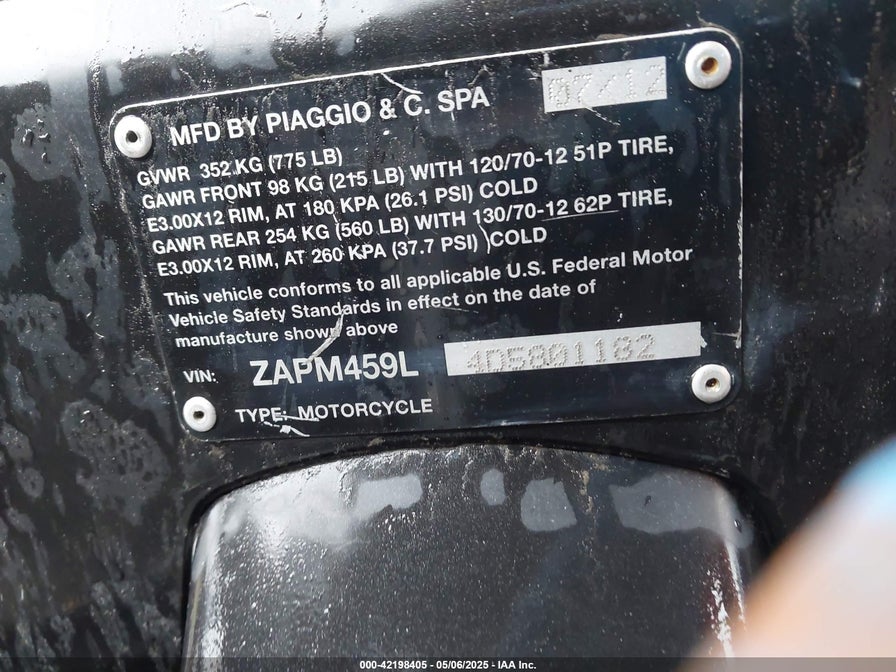 07/12
MFD BY PIAGGIO & C. SPA
GVWR 352 KG (775 LB)
GAWR FRONT 98 KG (215 LB) WITH 120/70-12 51P TIRE,
E3.00X12 RIM, AT 180 KPA (26.1 PSI) COLD
GAWR REAR 254 KG (560 LB) WITH 130/70-12 62P TIRE,
E3.00X12 RIM, AT 260 KPA (37.7 PSI) COLD
This vehicle conforms to all applicable U.S. Federal Motor
Vehicle Safety Standards in effect on the date of
manufacture shown above
VIN: ZAPM459L 4D5801182
TYPE: MOTORCYCLE
000-42198405 - 05/06/2025 - IAA Inc.